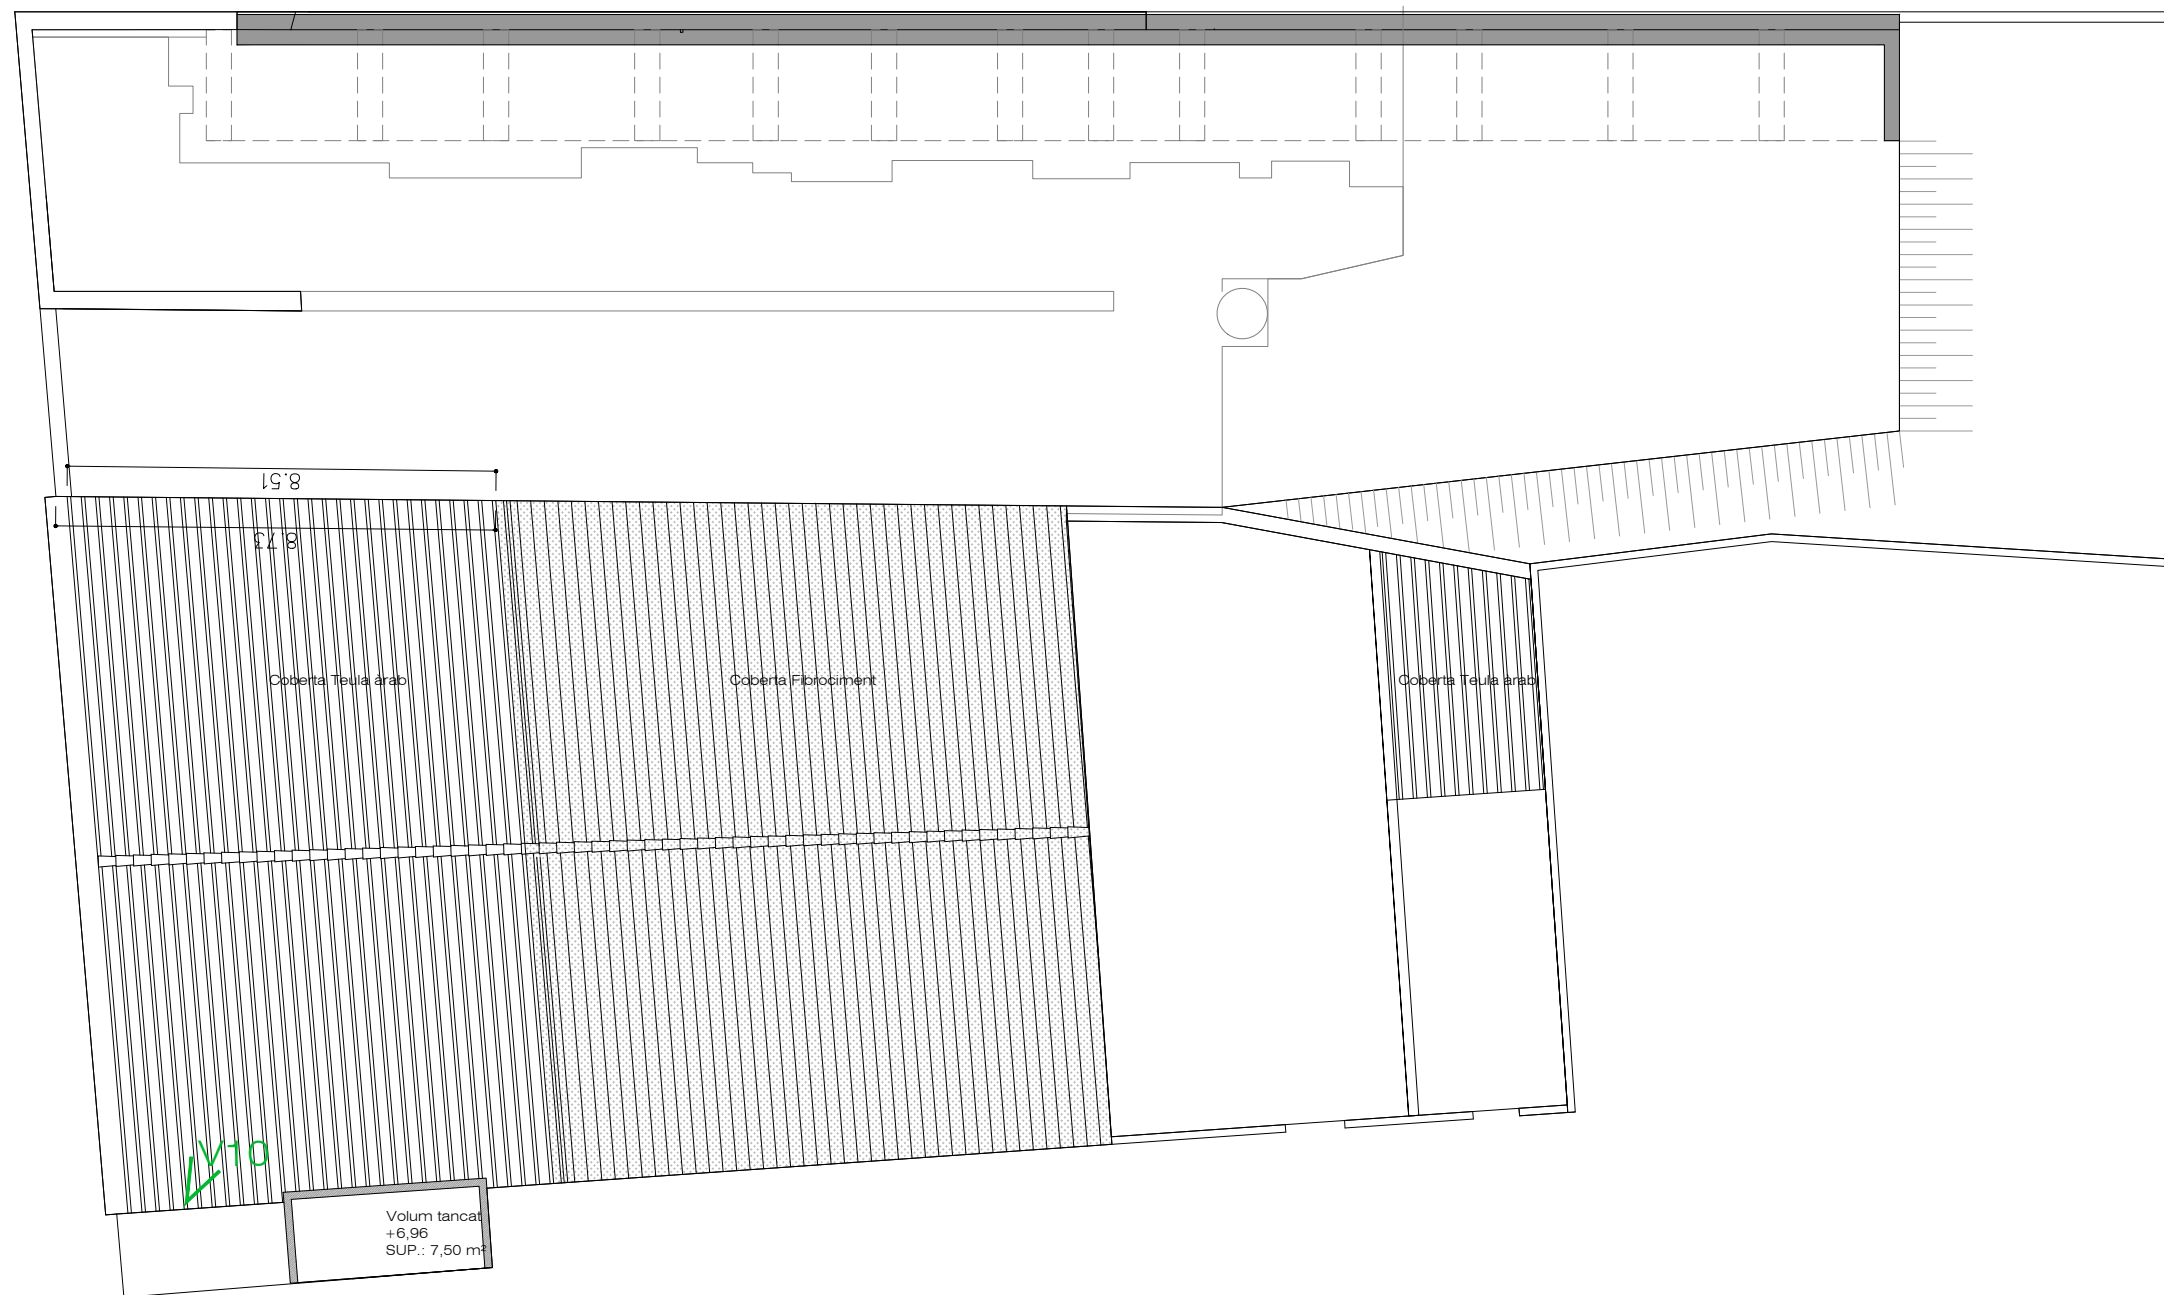 8.51
8.73
Coberta Teula àrab
Coberta Fibrociment
Coberta Teula àrab
V10
Volum tancat
+6,96
SUP.: 7,50 m²